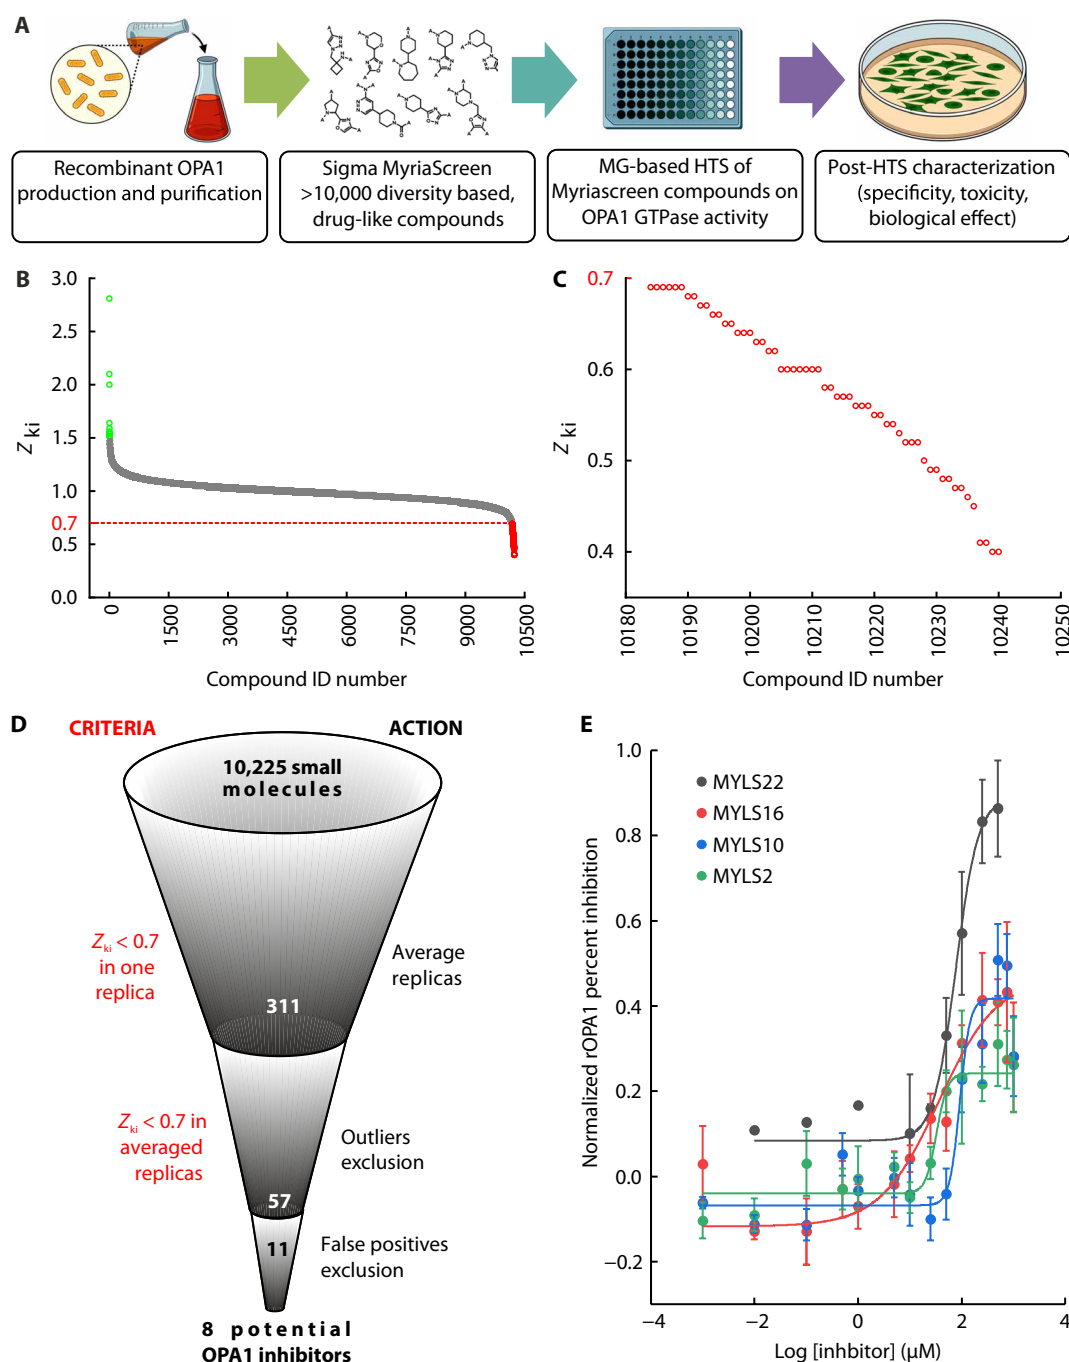 A
Recombinant OPA1
production and purification
Sigma MyriaScreen
>10,000 diversity based,
drug-like compounds
MG-based HTS of
Myriascreen compounds on
OPA1 GTPase activity
Post-HTS characterization
(specificity, toxicity,
biological effect)
B
3.0
2.5
2.0
1.5
1.0
0.7
0.5
0.0
Zki
0
1500
3000
4500
6000
7500
9000
10500
Compound ID number
C
0.7
0.6
0.5
0.4
Zki
10180
10190
10200
10210
10220
10230
10240
10250
Compound ID number
D
CRITERIA
ACTION
10,225 small
molecules
Zki < 0.7
in one
replica
Average
replicas
311
Zki < 0.7 in
averaged
replicas
Outliers
exclusion
57
11
False positives
exclusion
8 potential
OPA1 inhibitors
E
1.0
0.8
0.6
0.4
0.2
0.0
−0.2
Normalized rOPA1 percent inhibition
MYLS22
MYLS16
MYLS10
MYLS2
−4
−2
0
2
4
Log [inhbitor] (μM)